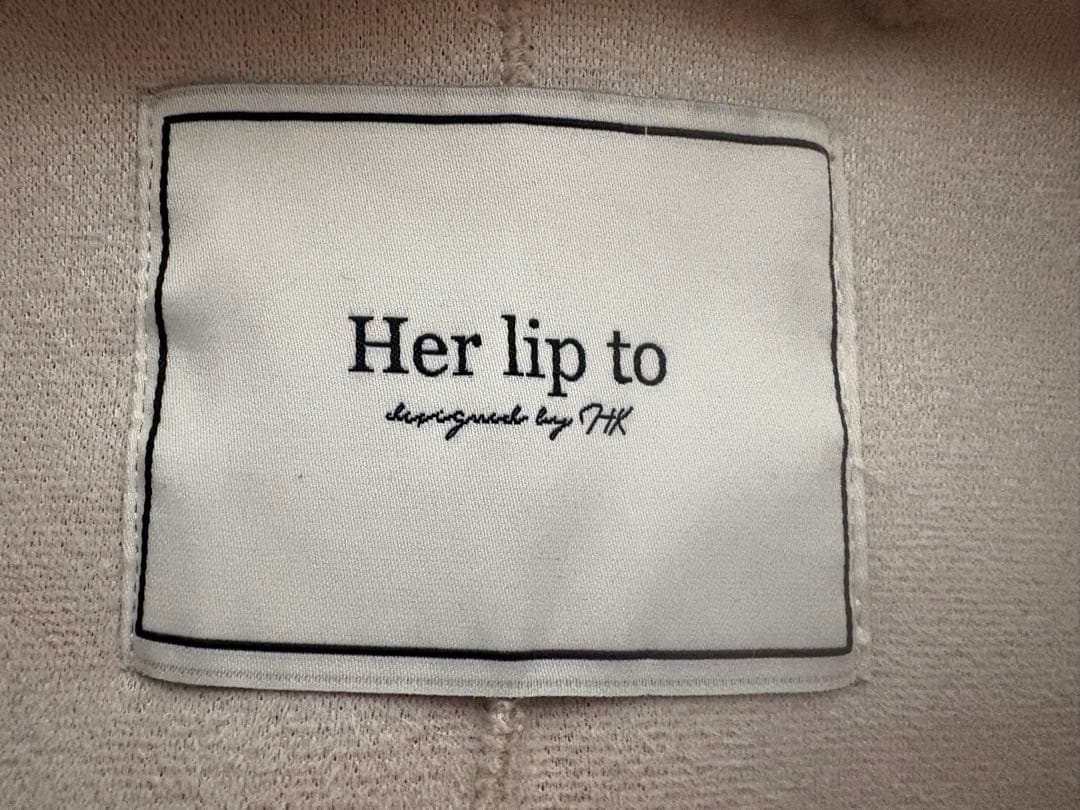 Her lip to
designed by HK